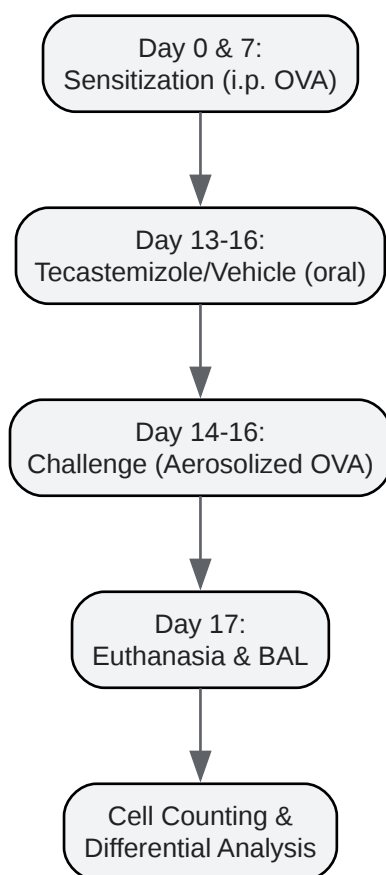 Day 0 & 7:
Sensitization (i.p. OVA)
Day 13-16:
Tecastemizole/Vehicle (oral)
Day 14-16:
Challenge (Aerosolized OVA)
Day 17:
Euthanasia & BAL
Cell Counting &
Differential Analysis